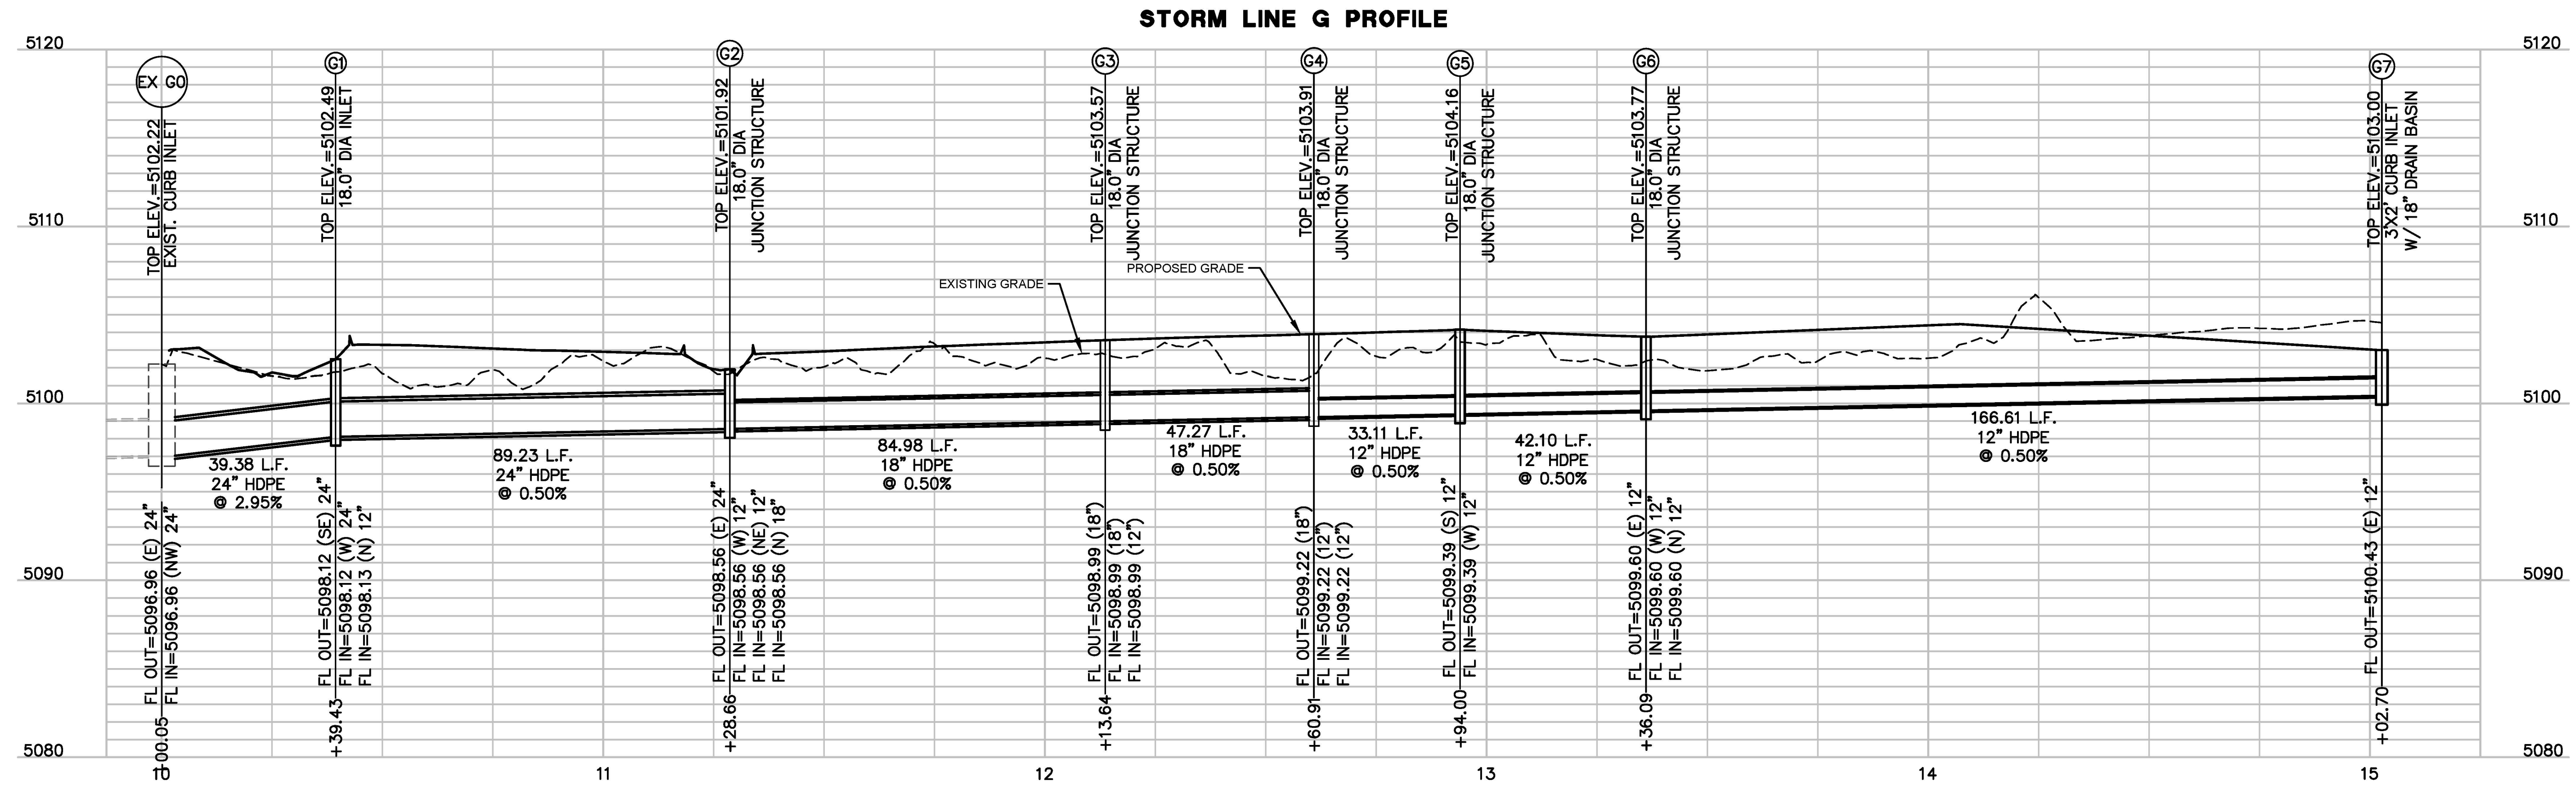 STORM LINE G PROFILE
5120
5120
5110
5110
5100
5100
5090
5090
5080
5080
EX G0
TOP ELEV.=5102.22
EXIST. CURB INLET
G1
TOP ELEV.=5102.49
18.0" DIA INLET
G2
TOP ELEV.=5101.92
18.0" DIA
JUNCTION STRUCTURE
G3
TOP ELEV.=5103.57
18.0" DIA
JUNCTION STRUCTURE
G4
TOP ELEV.=5103.91
18.0" DIA
JUNCTION STRUCTURE
G5
TOP ELEV.=5104.16
18.0" DIA
JUNCTION STRUCTURE
G6
TOP ELEV.=5103.77
18.0" DIA
JUNCTION STRUCTURE
G7
TOP ELEV.=5103.00
3'X2' CURB INLET
W/ 18" DRAIN BASIN
EXISTING GRADE
PROPOSED GRADE
39.38 L.F.
24" HDPE
@ 2.95%
89.23 L.F.
24" HDPE
@ 0.50%
84.98 L.F.
18" HDPE
@ 0.50%
47.27 L.F.
18" HDPE
@ 0.50%
33.11 L.F.
12" HDPE
@ 0.50%
42.10 L.F.
12" HDPE
@ 0.50%
166.61 L.F.
12" HDPE
@ 0.50%
FL OUT=5096.96 (E) 24"
FL IN=5096.96 (NW) 24"
FL OUT=5098.12 (SE) 24"
FL IN=5098.12 (W) 24"
FL IN=5098.13 (N) 12"
FL OUT=5098.56 (E) 24"
FL IN=5098.56 (W) 12"
FL IN=5098.56 (NE) 12"
FL IN=5098.56 (N) 18"
FL OUT=5098.99 (18")
FL IN=5098.99 (18")
FL IN=5098.99 (12")
FL OUT=5099.22 (18")
FL IN=5099.22 (12")
FL IN=5099.22 (12")
FL OUT=5099.39 (S) 12"
FL IN=5099.39 (W) 12"
FL OUT=5099.60 (E) 12"
FL IN=5099.60 (W) 12"
FL IN=5099.60 (N) 12"
FL OUT=5100.43 (E) 12"
+00.05
+39.43
+28.66
+13.64
+60.91
+94.00
+36.09
+02.70
10
11
12
13
14
15